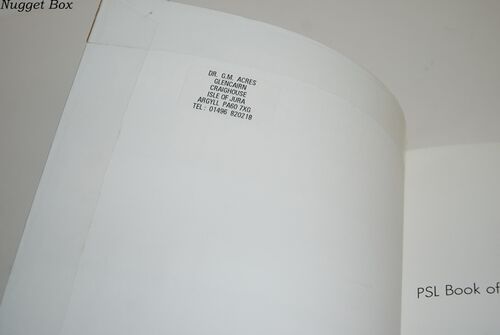 Nugget Box
DR. G.M. ACRES
GLENCAIRN
CRAIGHOUSE
ISLE OF JURA
ARGYLL PA60 7XG
TEL: 01496 820218
PSL Book of